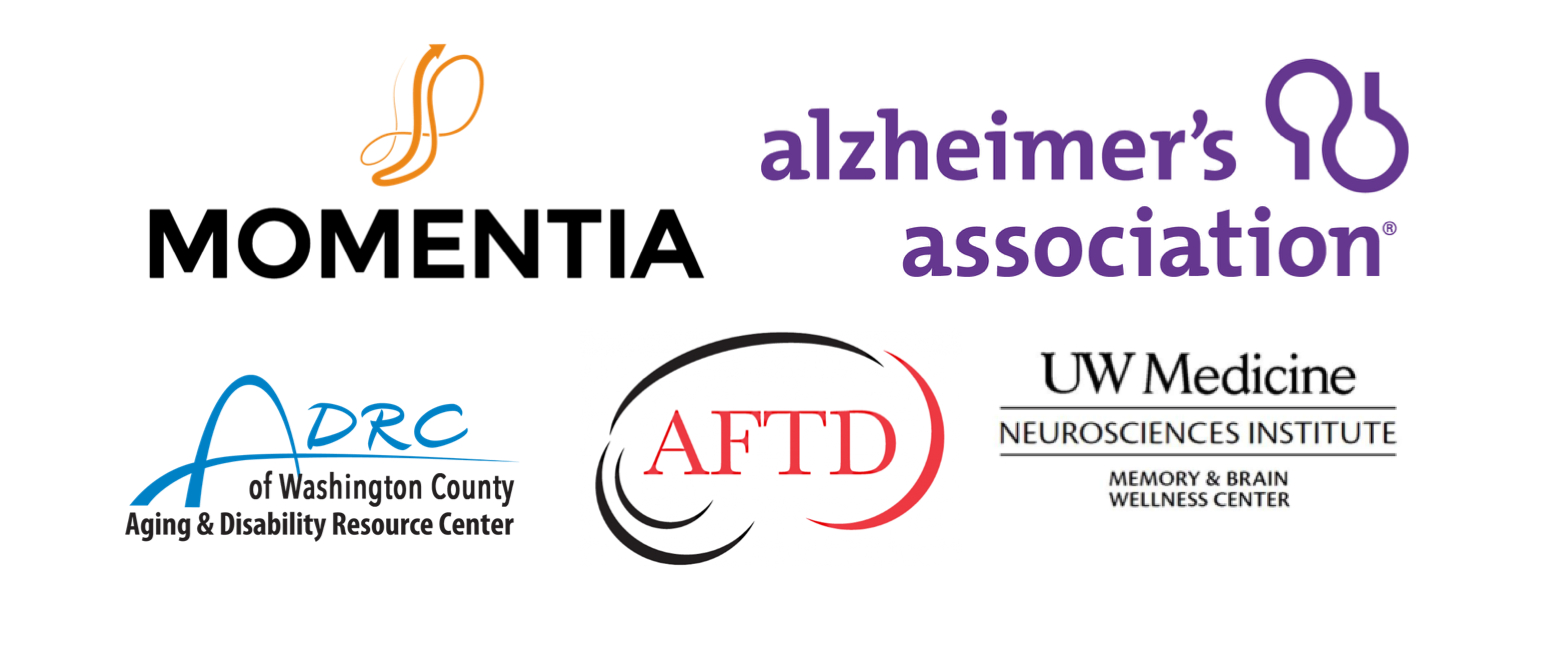 MOMENTIA
alzheimer's
association®
ADRC
of Washington County
Aging & Disability Resource Center
AFTD
UW Medicine
NEUROSCIENCES INSTITUTE
MEMORY & BRAIN
WELLNESS CENTER